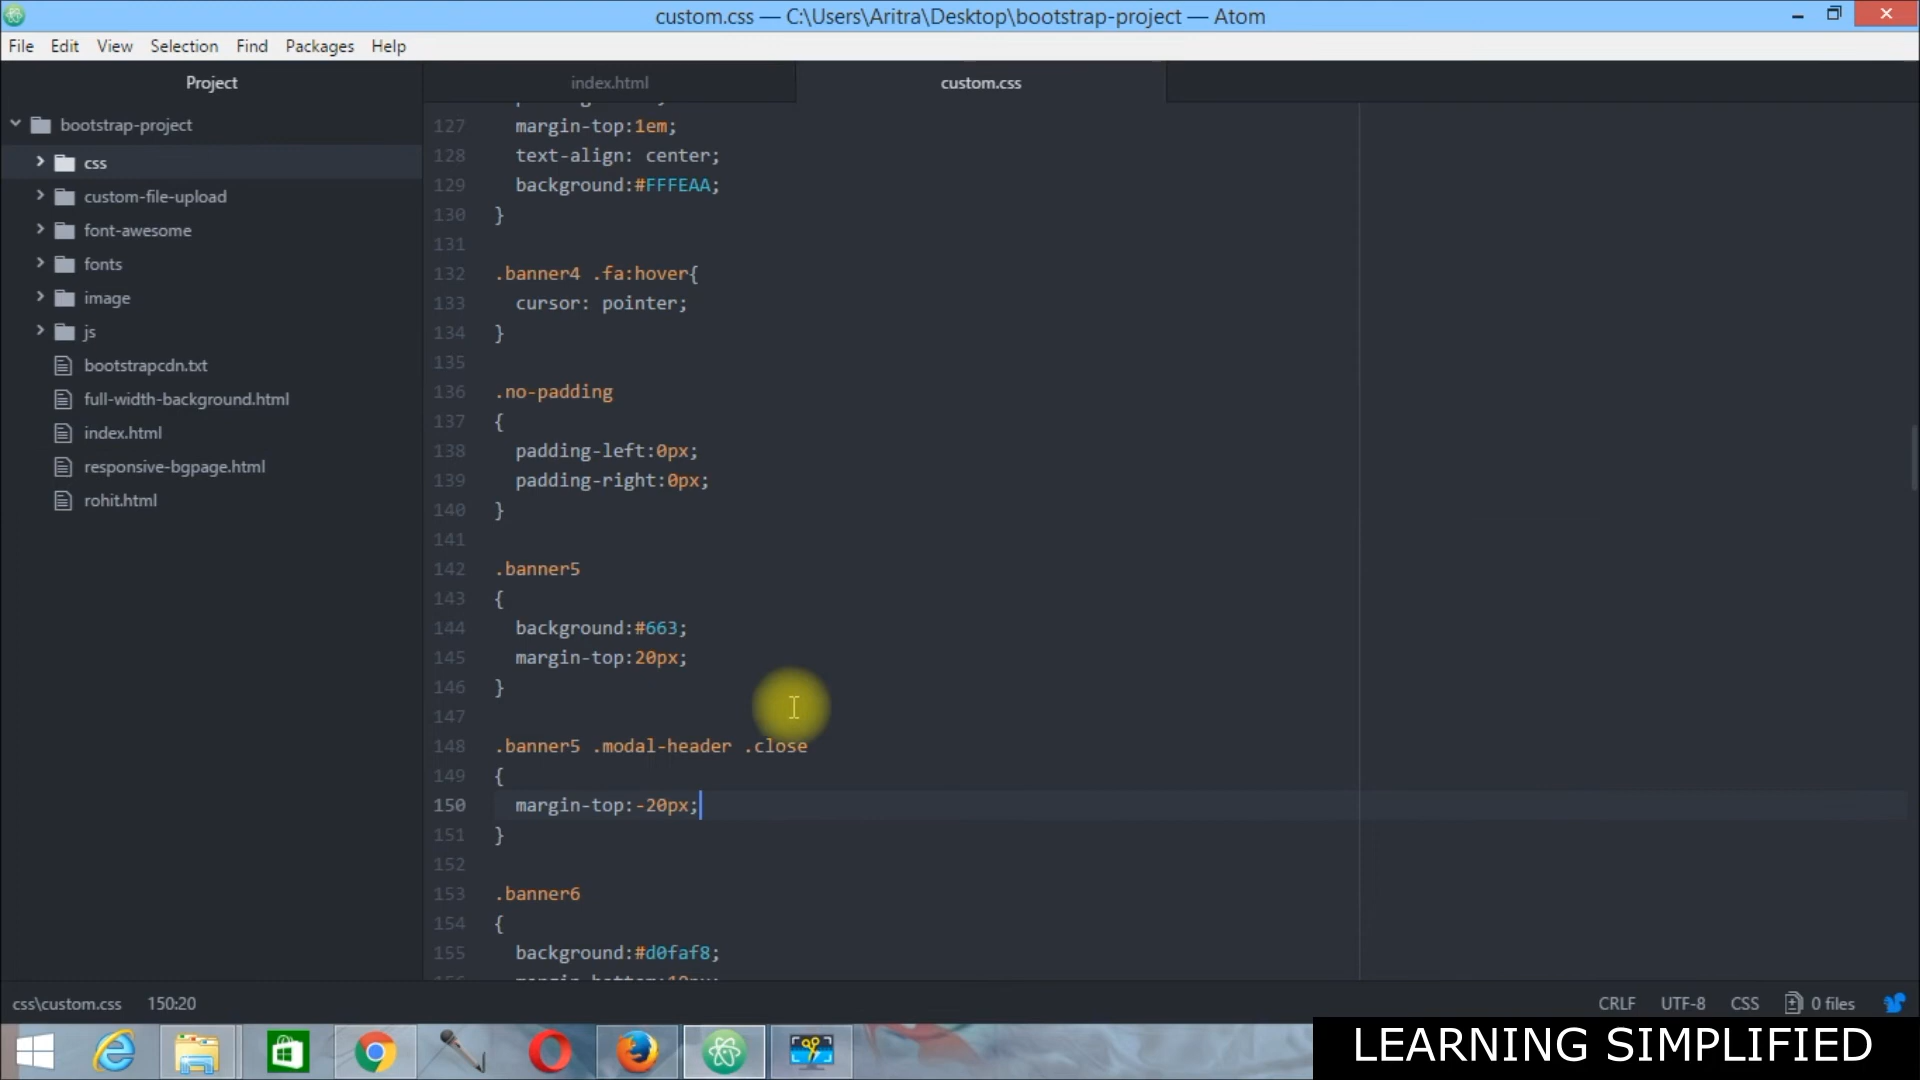 custom.css — C:\Users\Aritra\Desktop\bootstrap-project — Atom
File Edit View Selection Find Packages Help
Project
index.html
custom.css
bootstrap-project
css
custom-file-upload
font-awesome
fonts
image
js
bootstrapcdn.txt
full-width-background.html
index.html
responsive-bgpage.html
rohit.html
127 margin-top:1em;
128 text-align: center;
129 background:#FFFEAA;
130 }
131
132 .banner4 .fa:hover{
133 cursor: pointer;
134 }
135
136 .no-padding
137 {
138 padding-left:0px;
139 padding-right:0px;
140 }
141
142 .banner5
143 {
144 background:#663;
145 margin-top:20px;
146 }
147
148 .banner5 .modal-header .close
149 {
150 margin-top:-20px;
151 }
152
153 .banner6
154 {
155 background:#d0faf8;
css\custom.css 150:20
CRLF UTF-8 CSS 0 files
LEARNING SIMPLIFIED